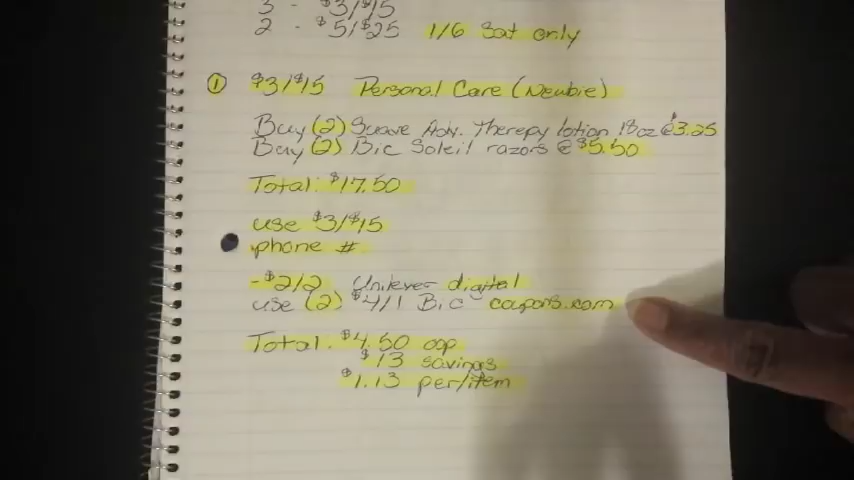 3 - $3/$15
2 - $5/$25 1/6 Sat only
① $3/$15 Personal Care (Newbie)
Buy (2) Suave Adv. Therepy lotion 18oz @ $3.25
Buy (2) Bic Soleil razors @ $5.50
Total: $17.50
use $3/$15
phone #
-$2/2 Unilever digital
use (2) $4/1 Bic coupons.com
Total: $4.50 oop
$13 savings
$1.13 per/item